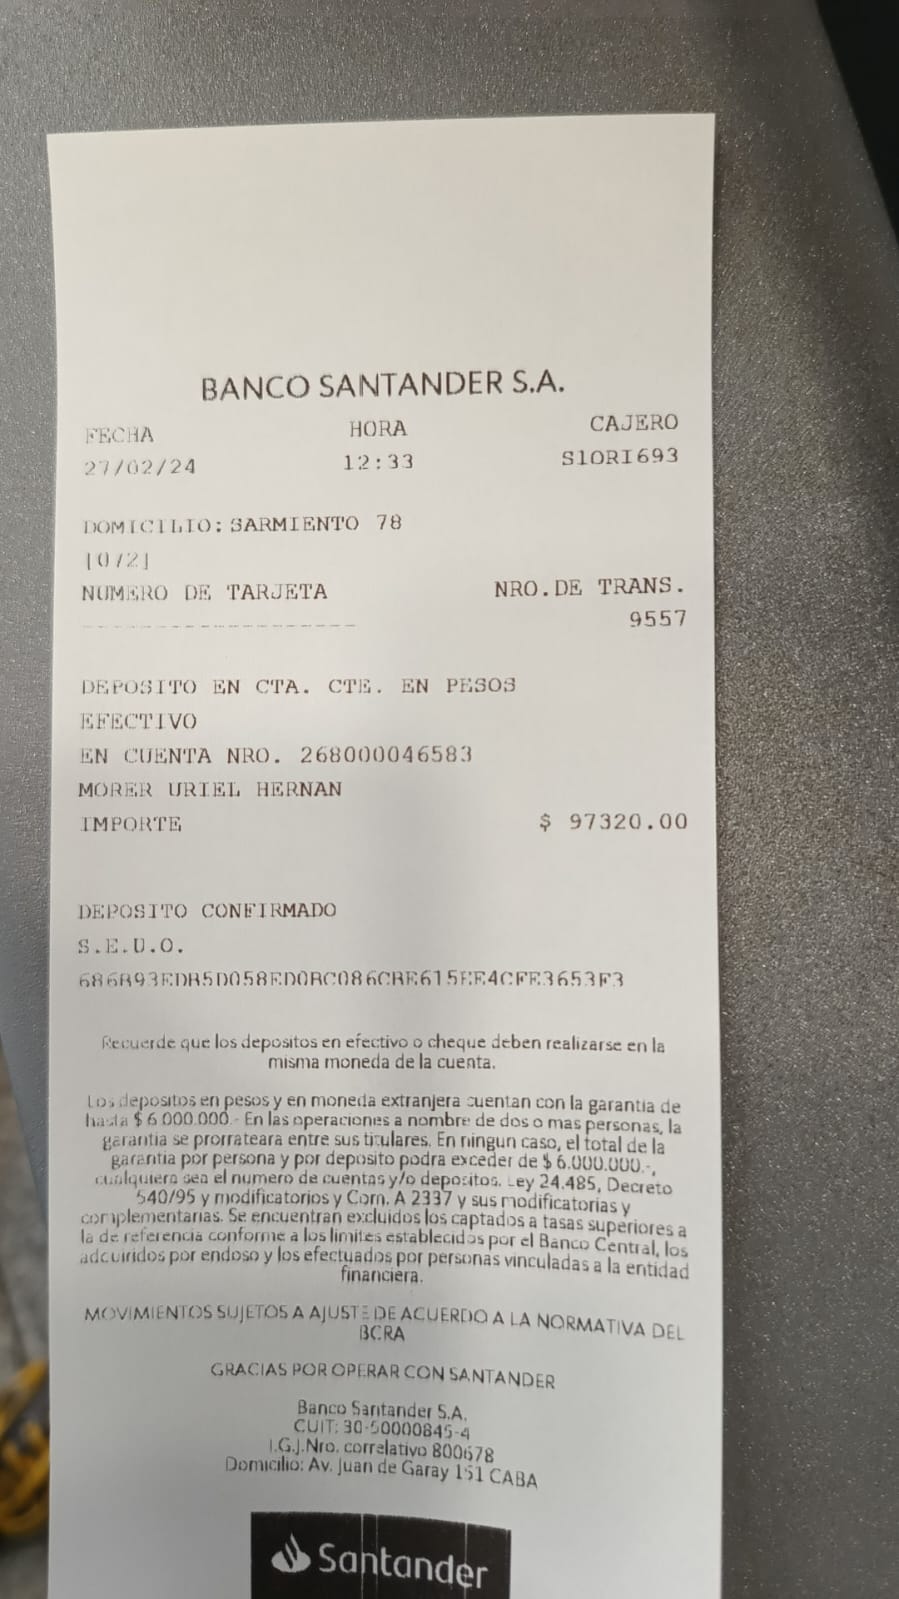 BANCO SANTANDER S.A.
FECHA HORA CAJERO
27/02/24 12:33 S1ORI693
DOMICILIO: SARMIENTO 78
[072]
NUMERO DE TARJETA NRO.DE TRANS.
------------------ 9557
DEPOSITO EN CTA. CTE. EN PESOS
EFECTIVO
EN CUENTA NRO. 268000046583
MORER URIEL HERNAN
IMPORTE $ 97320.00
DEPOSITO CONFIRMADO
S.E.U.O.
Recuerde que los depositos en efectivo o cheque deben realizarse en la
misma moneda de la cuenta.
Los depositos en pesos y en moneda extranjera cuentan con la garantia de
hasta $ 6.000.000.- En las operaciones a nombre de dos o mas personas, la
garantia se prorrateara entre sus titulares. En ningun caso, el total de la
garantia por persona y por deposito podra exceder de $ 6.000.000.-,
cualquiera sea el numero de cuentas y/o depositos. Ley 24.485, Decreto
540/95 y modificatorios y Com. A 2337 y sus modificatorias y
complementarias. Se encuentran excluidos los captados a tasas superiores a
la de referencia conforme a los limites establecidos por el Banco Central, los
adquiridos por endoso y los efectuados por personas vinculadas a la entidad
financiera.
MOVIMIENTOS SUJETOS A AJUSTE DE ACUERDO A LA NORMATIVA DEL
BCRA
GRACIAS POR OPERAR CON SANTANDER
Banco Santander S.A.
CUIT: 30-50000845-4
I.G.J.Nro. correlativo 800678
Domicilio: Av. Juan de Garay 151 CABA
Santander